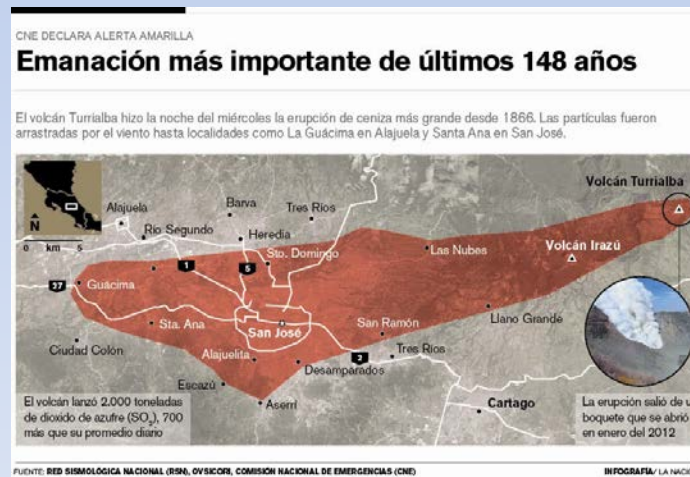 CNE DECLARA ALERTA AMARILLA
Emanación más importante de últimos 148 años
El volcán Turrialba hizo la noche del miércoles la erupción de ceniza más grande desde 1866. Las partículas fueron
arrastradas por el viento hasta localidades como La Guácima en Alajuela y Santa Ana en San José.
Volcán Turrialba
Alajuela
Barva
Tres Ríos
N
Río Segundo
Heredia
0 km 5
Sto. Domingo
Las Nubes
Volcán Irazú
1
5
27
Guácima
Sta. Ana
San José
San Ramón
Llano Grande
Ciudad Colón
Alajuelita
2
Tres Ríos
Desamparados
Escazú
Aserrí
Cartago
El volcán lanzó 2.000 toneladas
de dioxido de azufre (SO₂), 700
más que su promedio diario
La erupción salió de u
boquete que se abrió
en enero del 2012
FUENTE: RED SISMOLÓGICA NACIONAL (RSN), OVSICORI, COMISIÓN NACIONAL DE EMERGENCIAS (CNE)
INFOGRAFÍA/ LA NACI